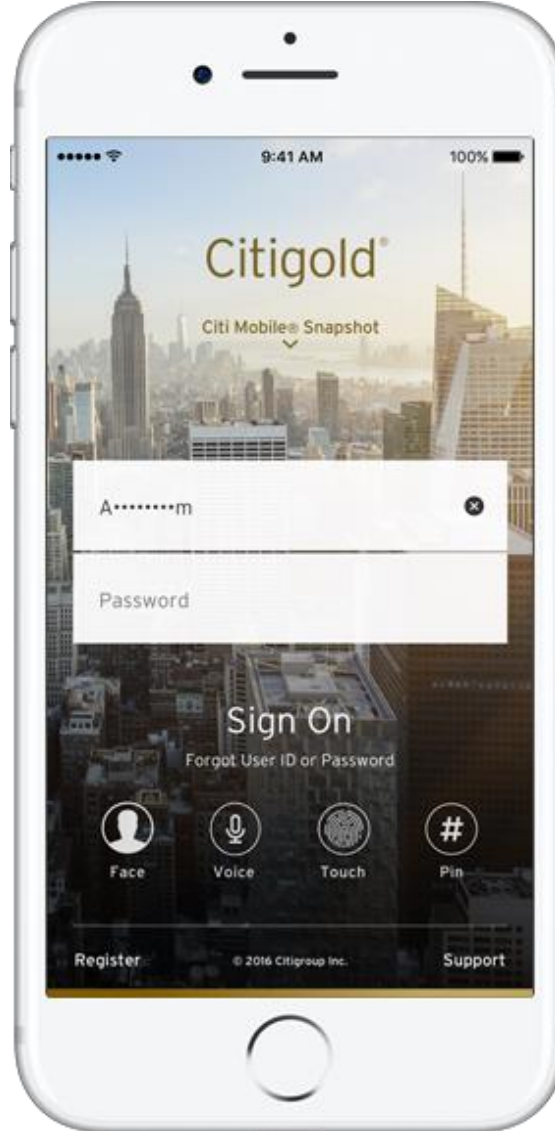 9:41 AM 100%
Citigold®
Citi Mobile® Snapshot
A••••••••m
Password
Sign On
Forgot User ID or Password
Face Voice Touch Pin
Register © 2016 Citigroup Inc. Support